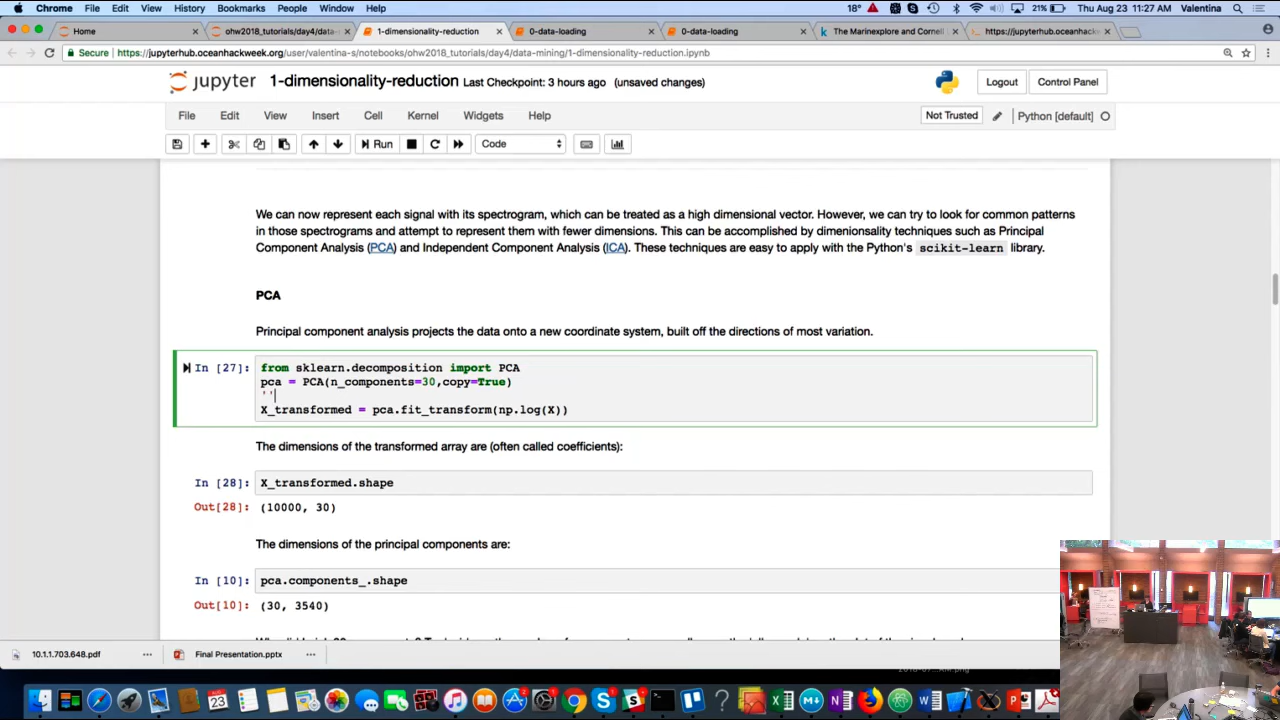 Chrome File Edit View History Bookmarks People Window Help
18° 21% Thu Aug 23 11:27 AM Valentina
Home
ohw2018_tutorials/day4/data-
1-dimensionality-reduction
0-data-loading
0-data-loading
The Marinexplore and Cornell
https://jupyterhub.oceanhack
Secure https://jupyterhub.oceanhackweek.org/user/valentina-s/notebooks/ohw2018_tutorials/day4/data-mining/1-dimensionality-reduction.ipynb
jupyter 1-dimensionality-reduction Last Checkpoint: 3 hours ago (unsaved changes)
Logout Control Panel
File Edit View Insert Cell Kernel Widgets Help
Not Trusted Python [default]
Run Code
We can now represent each signal with its spectrogram, which can be treated as a high dimensional vector. However, we can try to look for common patterns
in those spectrograms and attempt to represent them with fewer dimensions. This can be accomplished by dimenionsality techniques such as Principal
Component Analysis (PCA) and Independent Component Analysis (ICA). These techniques are easy to apply with the Python's scikit-learn library.
PCA
Principal component analysis projects the data onto a new coordinate system, built off the directions of most variation.
In [27]: from sklearn.decomposition import PCA
pca = PCA(n_components=30,copy=True)
''
X_transformed = pca.fit_transform(np.log(X))
The dimensions of the transformed array are (often called coefficients):
In [28]: X_transformed.shape
Out[28]: (10000, 30)
The dimensions of the principal components are:
In [10]: pca.components_.shape
Out[10]: (30, 3540)
10.1.1.703.648.pdf
Final Presentation.pptx